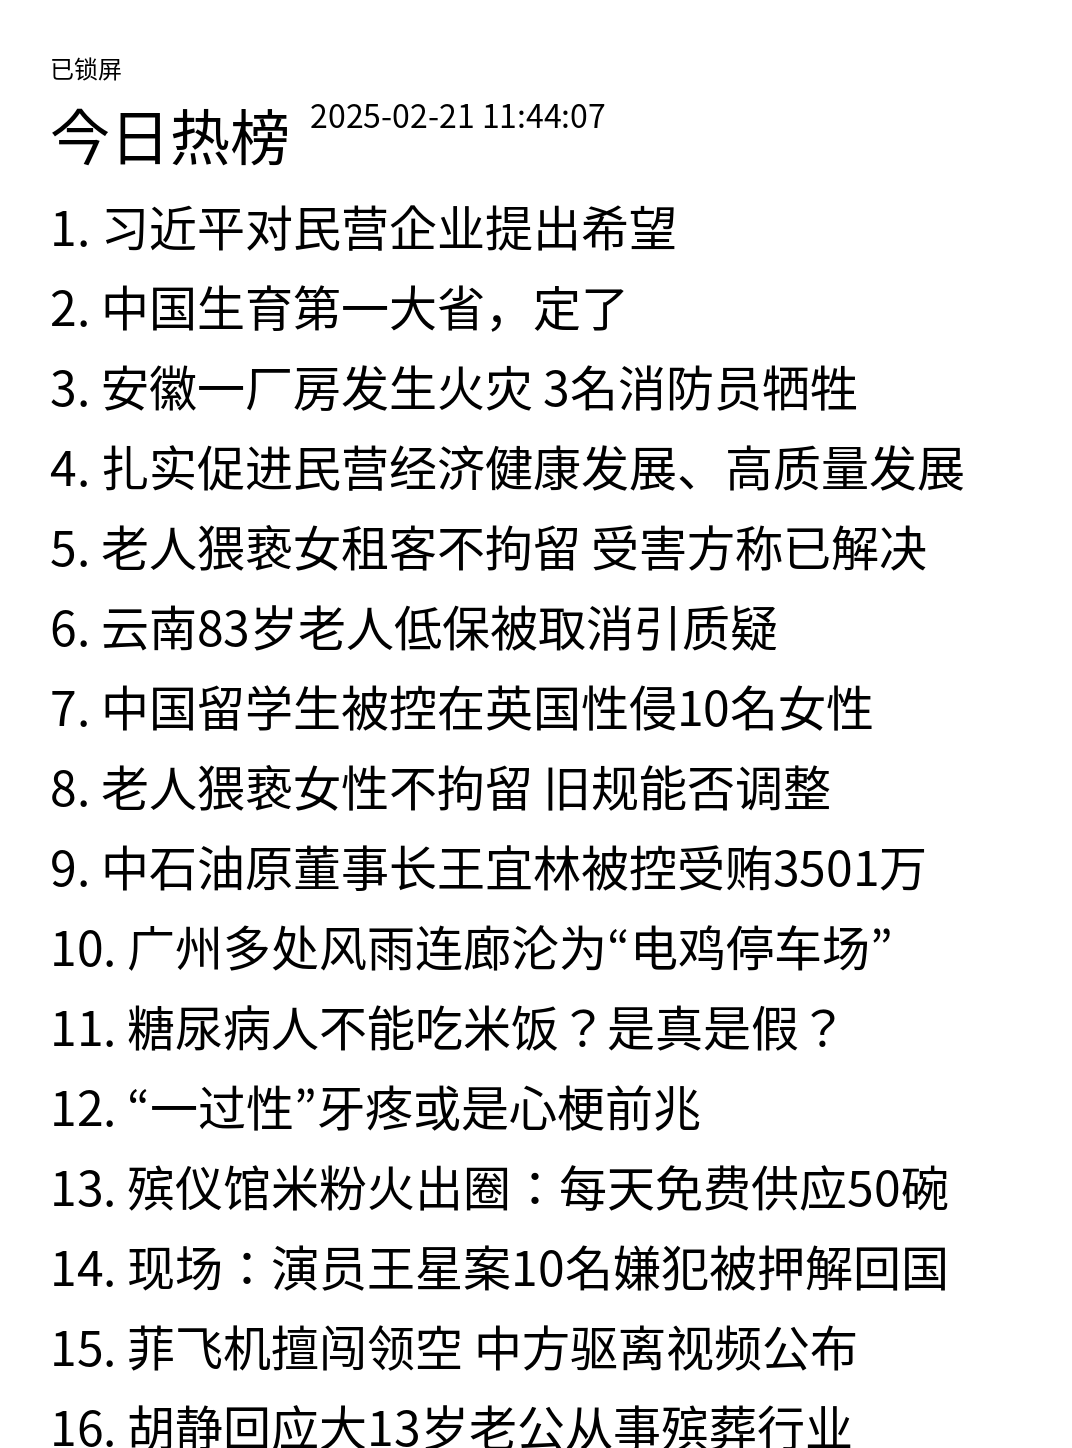 已锁屏
今日热榜 2025-02-21 11:44:07
1. 习近平对民营企业提出希望
2. 中国生育第一大省，定了
3. 安徽一厂房发生火灾 3名消防员牺牲
4. 扎实促进民营经济健康发展、高质量发展
5. 老人猥亵女租客不拘留 受害方称已解决
6. 云南83岁老人低保被取消引质疑
7. 中国留学生被控在英国性侵10名女性
8. 老人猥亵女性不拘留 旧规能否调整
9. 中石油原董事长王宜林被控受贿3501万
10. 广州多处风雨连廊沦为“电鸡停车场”
11. 糖尿病人不能吃米饭？是真是假？
12. “一过性”牙疼或是心梗前兆
13. 殡仪馆米粉火出圈：每天免费供应50碗
14. 现场：演员王星案10名嫌犯被押解回国
15. 菲飞机擅闯领空 中方驱离视频公布
16. 胡静回应大13岁老公从事殡葬行业